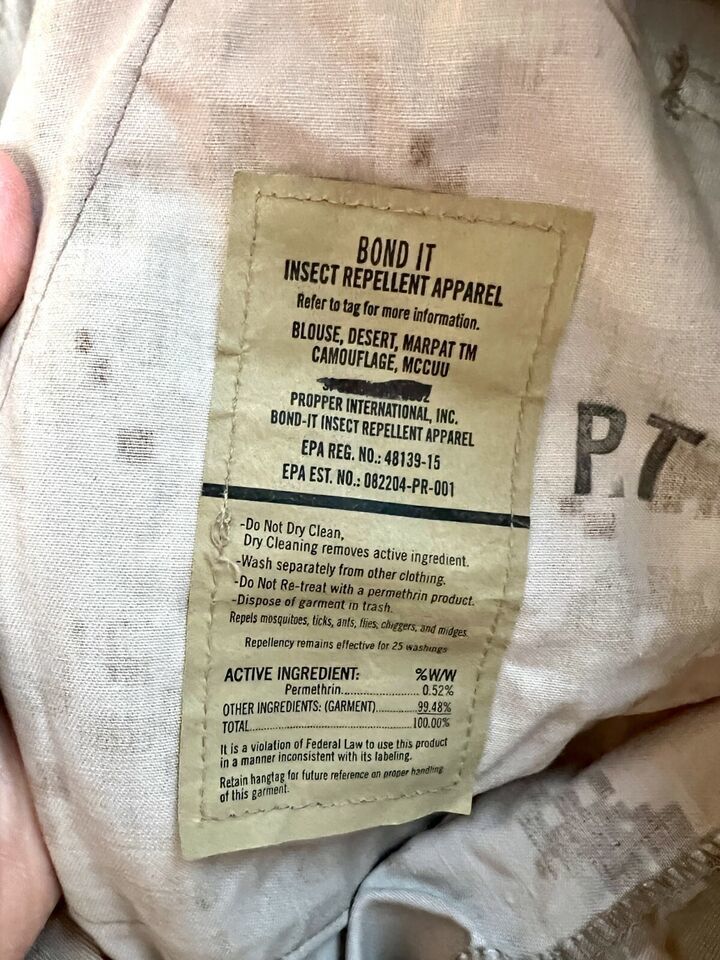 BOND IT
INSECT REPELLENT APPAREL
Refer to tag for more information.
BLOUSE, DESERT, MARPAT TM
CAMOUFLAGE, MCCUU
PROPPER INTERNATIONAL, INC.
BOND-IT INSECT REPELLENT APPAREL
EPA REG. NO.: 48139-15
EPA EST. NO.: 082204-PR-001
-Do Not Dry Clean,
Dry Cleaning removes active ingredient.
-Wash separately from other clothing.
-Do Not Re-treat with a permethrin product.
-Dispose of garment in trash.
Repels mosquitoes, ticks, ants, flies, chiggers, and midges.
Repellency remains effective for 25 washings
ACTIVE INGREDIENT: %W/W
Permethrin.................... 0.52%
OTHER INGREDIENTS: (GARMENT)........... 99.48%
TOTAL................................................ 100.00%
It is a violation of Federal Law to use this product
in a manner inconsistent with its labeling.
Retain hangtag for future reference on proper handling
of this garment.
P.T.